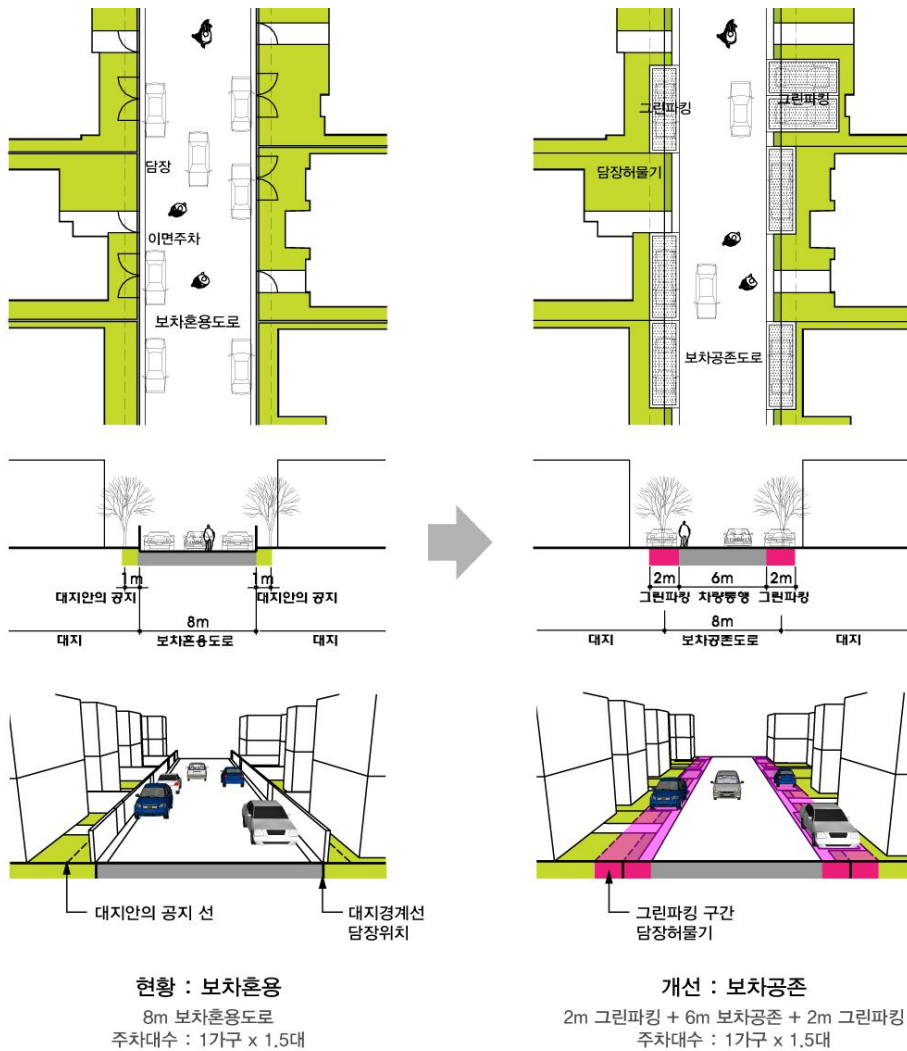 그린파킹
그린파킹
담장
담장허물기
이면주차
보차혼용도로
보차공존도로
1m
1m
대지안의 공지
대지안의 공지
8m
대지
보차혼용도로
대지
2m
6m
2m
그린파킹
차량통행
그린파킹
8m
대지
보차공존도로
대지
대지안의 공지 선
대지경계선
담장위치
그린파킹 구간
담장허물기
현황 : 보차혼용
8m 보차혼용도로
주차대수 : 1가구 x 1.5대
개선 : 보차공존
2m 그린파킹 + 6m 보차공존 + 2m 그린파킹
주차대수 : 1가구 x 1.5대